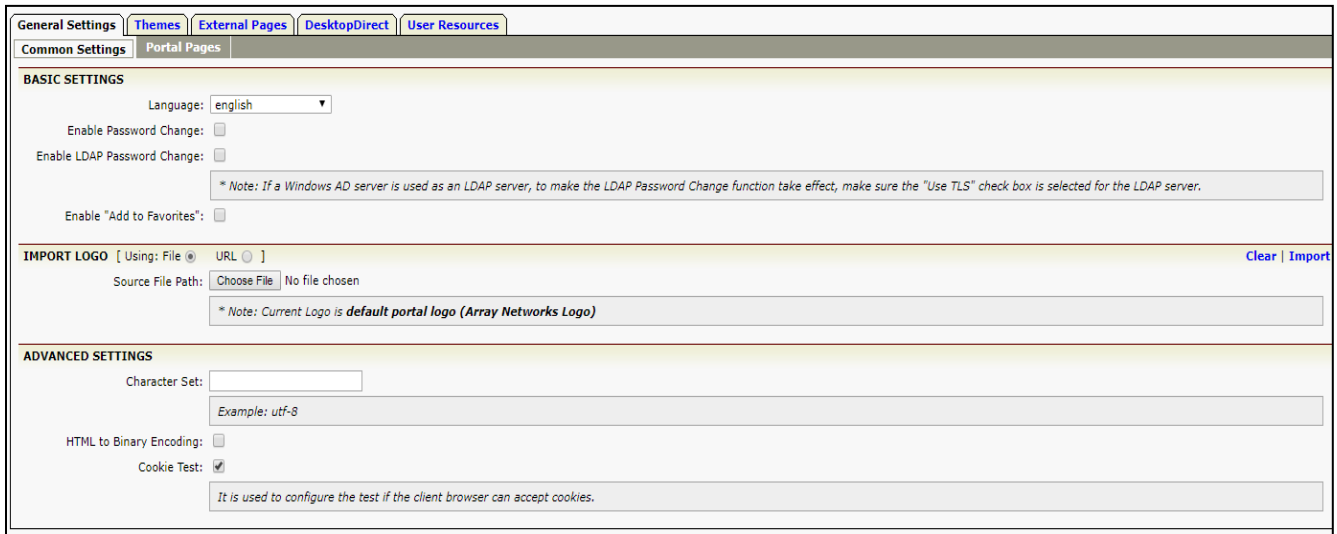 General Settings Themes External Pages DesktopDirect User Resources
Common Settings Portal Pages
BASIC SETTINGS
Language: english
Enable Password Change:
Enable LDAP Password Change:
* Note: If a Windows AD server is used as an LDAP server, to make the LDAP Password Change function take effect, make sure the "Use TLS" check box is selected for the LDAP server.
Enable "Add to Favorites":
IMPORT LOGO [ Using: File URL ] Clear | Import
Source File Path: Choose File No file chosen
* Note: Current Logo is default portal logo (Array Networks Logo)
ADVANCED SETTINGS
Character Set:
Example: utf-8
HTML to Binary Encoding:
Cookie Test:
It is used to configure the test if the client browser can accept cookies.